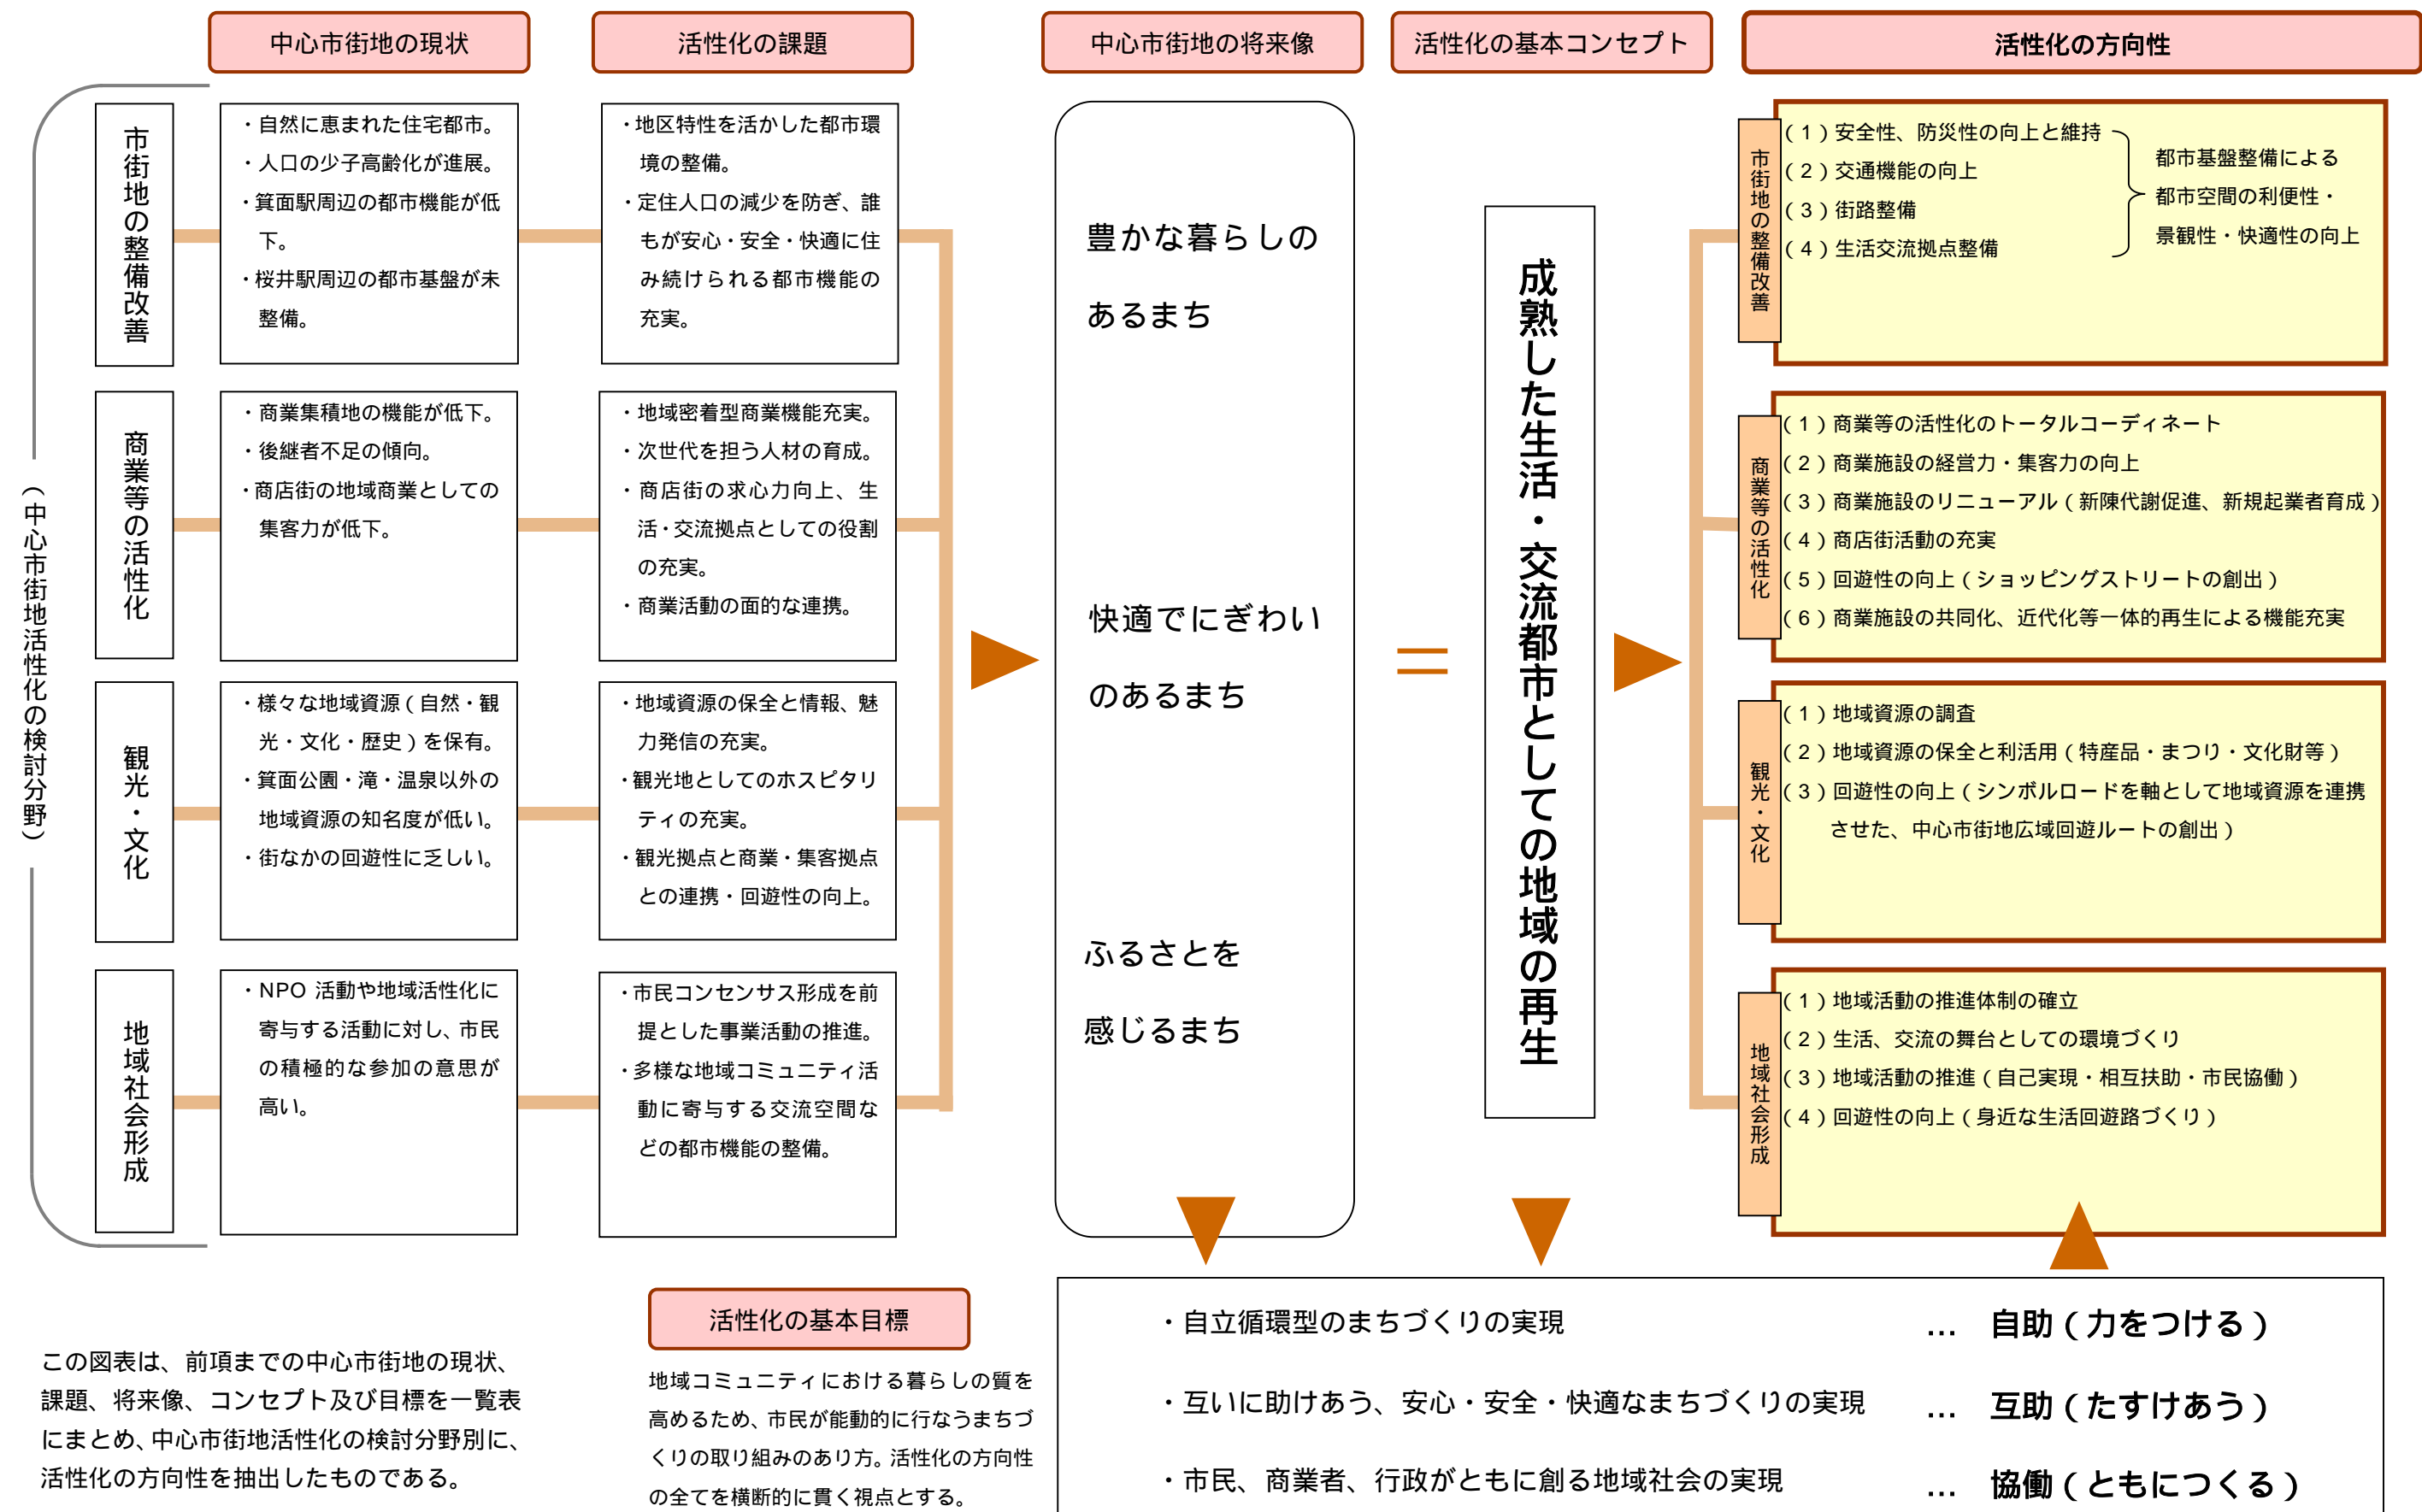 中心市街地の現状
活性化の課題
中心市街地の将来像
活性化の基本コンセプト
活性化の方向性
（中心市街地活性化の検討分野）
市街地の整備改善
・自然に恵まれた住宅都市。
・人口の少子高齢化が進展。
・箕面駅周辺の都市機能が低
下。
・桜井駅周辺の都市基盤が未
整備。
・地区特性を活かした都市環
境の整備。
・定住人口の減少を防ぎ、誰
もが安心・安全・快適に住
み続けられる都市機能の
充実。
商業等の活性化
・商業集積地の機能が低下。
・後継者不足の傾向。
・商店街の地域商業としての
集客力が低下。
・地域密着型商業機能充実。
・次世代を担う人材の育成。
・商店街の求心力向上、生
活・交流拠点としての役割
の充実。
・商業活動の面的な連携。
観光・文化
・様々な地域資源（自然・観
光・文化・歴史）を保有。
・箕面公園・滝・温泉以外の
地域資源の知名度が低い。
・街なかの回遊性に乏しい。
・地域資源の保全と情報、魅
力発信の充実。
・観光地としてのホスピタリ
ティの充実。
・観光拠点と商業・集客拠点
との連携・回遊性の向上。
地域社会形成
・NPO 活動や地域活性化に
寄与する活動に対し、市民
の積極的な参加の意思が
高い。
・市民コンセンサス形成を前
提とした事業活動の推進。
・多様な地域コミュニティ活
動に寄与する交流空間な
どの都市機能の整備。
豊かな暮らしの
あるまち
快適でにぎわい
のあるまち
ふるさとを
感じるまち
＝
成熟した生活・交流都市としての地域の再生
市街地の整備改善
（1）安全性、防災性の向上と維持
（2）交通機能の向上
（3）街路整備
（4）生活交流拠点整備
都市基盤整備による
都市空間の利便性・
景観性・快適性の向上
商業等の活性化
（1）商業等の活性化のトータルコーディネート
（2）商業施設の経営力・集客力の向上
（3）商業施設のリニューアル（新陳代謝促進、新規起業者育成）
（4）商店街活動の充実
（5）回遊性の向上（ショッピングストリートの創出）
（6）商業施設の共同化、近代化等一体的再生による機能充実
観光・文化
（1）地域資源の調査
（2）地域資源の保全と利活用（特産品・まつり・文化財等）
（3）回遊性の向上（シンボルロードを軸として地域資源を連携
させた、中心市街地広域回遊ルートの創出）
地域社会形成
（1）地域活動の推進体制の確立
（2）生活、交流の舞台としての環境づくり
（3）地域活動の推進（自己実現・相互扶助・市民協働）
（4）回遊性の向上（身近な生活回遊路づくり）
この図表は、前項までの中心市街地の現状、
課題、将来像、コンセプト及び目標を一覧表
にまとめ、中心市街地活性化の検討分野別に、
活性化の方向性を抽出したものである。
活性化の基本目標
地域コミュニティにおける暮らしの質を
高めるため、市民が能動的に行なうまちづ
くりの取り組みのあり方。活性化の方向性
の全てを横断的に貫く視点とする。
・自立循環型のまちづくりの実現 … 自助（力をつける）
・互いに助けあう、安心・安全・快適なまちづくりの実現 … 互助（たすけあう）
・市民、商業者、行政がともに創る地域社会の実現 … 協働（ともにつくる）